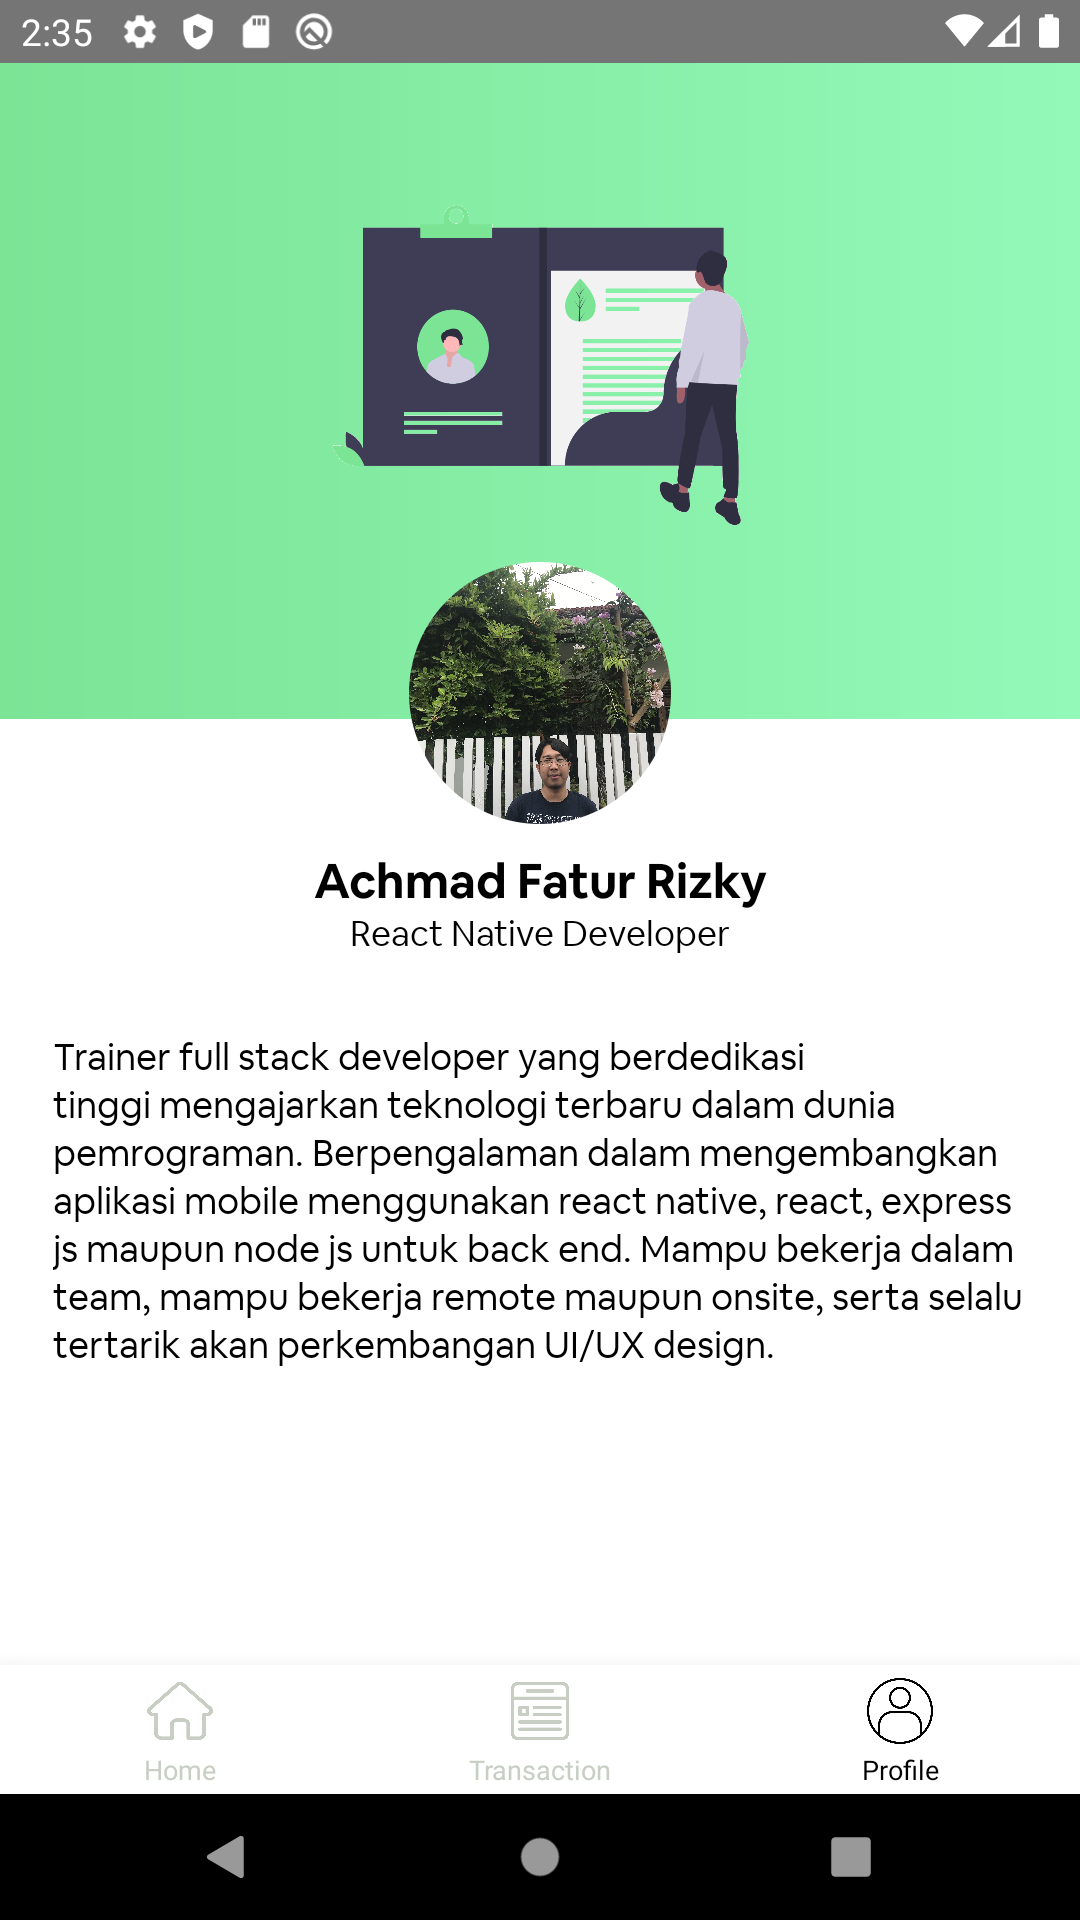 2:35
Achmad Fatur Rizky
React Native Developer
Trainer full stack developer yang berdedikasi
tinggi mengajarkan teknologi terbaru dalam dunia
pemrograman. Berpengalaman dalam mengembangkan
aplikasi mobile menggunakan react native, react, express
js maupun node js untuk back end. Mampu bekerja dalam
team, mampu bekerja remote maupun onsite, serta selalu
tertarik akan perkembangan UI/UX design.
Home
Transaction
Profile